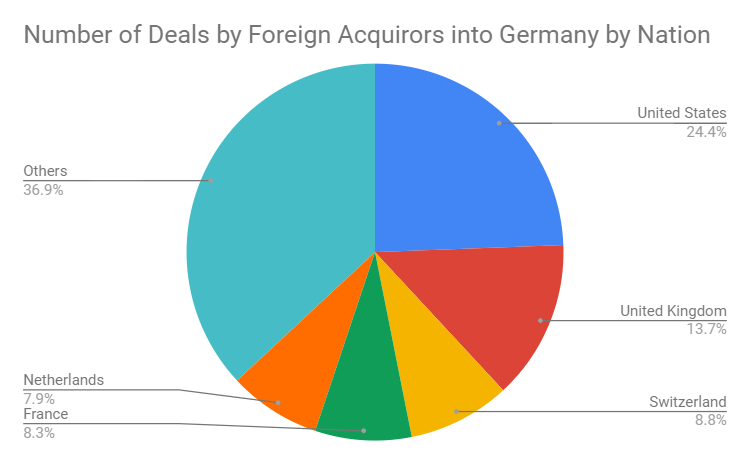 Number of Deals by Foreign Acquirors into Germany by Nation
United States
24.4%
Others
36.9%
United Kingdom
13.7%
Netherlands
7.9%
France
8.3%
Switzerland
8.8%